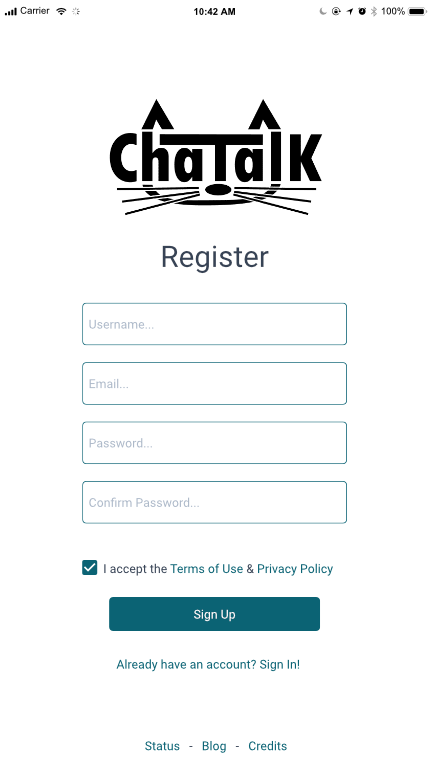 Carrier 10:42 AM 100%
ChaTalK
Register
Username...
Email...
Password...
Confirm Password...
I accept the Terms of Use & Privacy Policy
Sign Up
Already have an account? Sign In!
Status - Blog - Credits